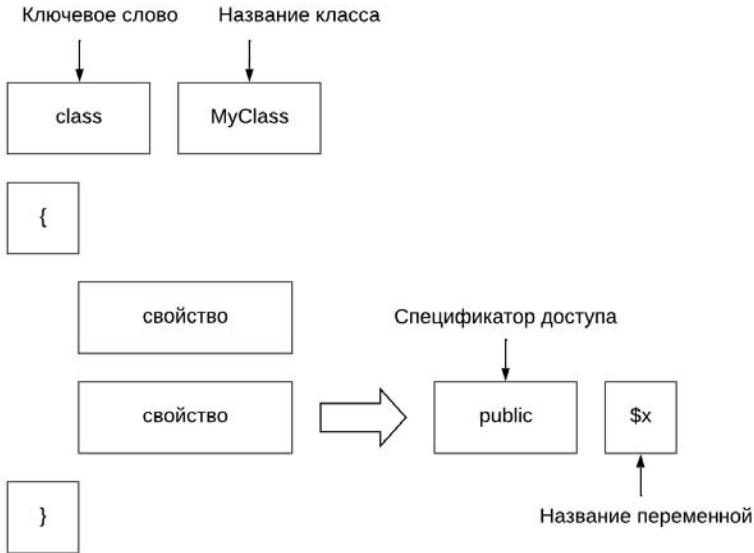 Ключевое слово Название класса
class MyClass
{
свойство
Спецификатор доступа
свойство public $x
}
Название переменной